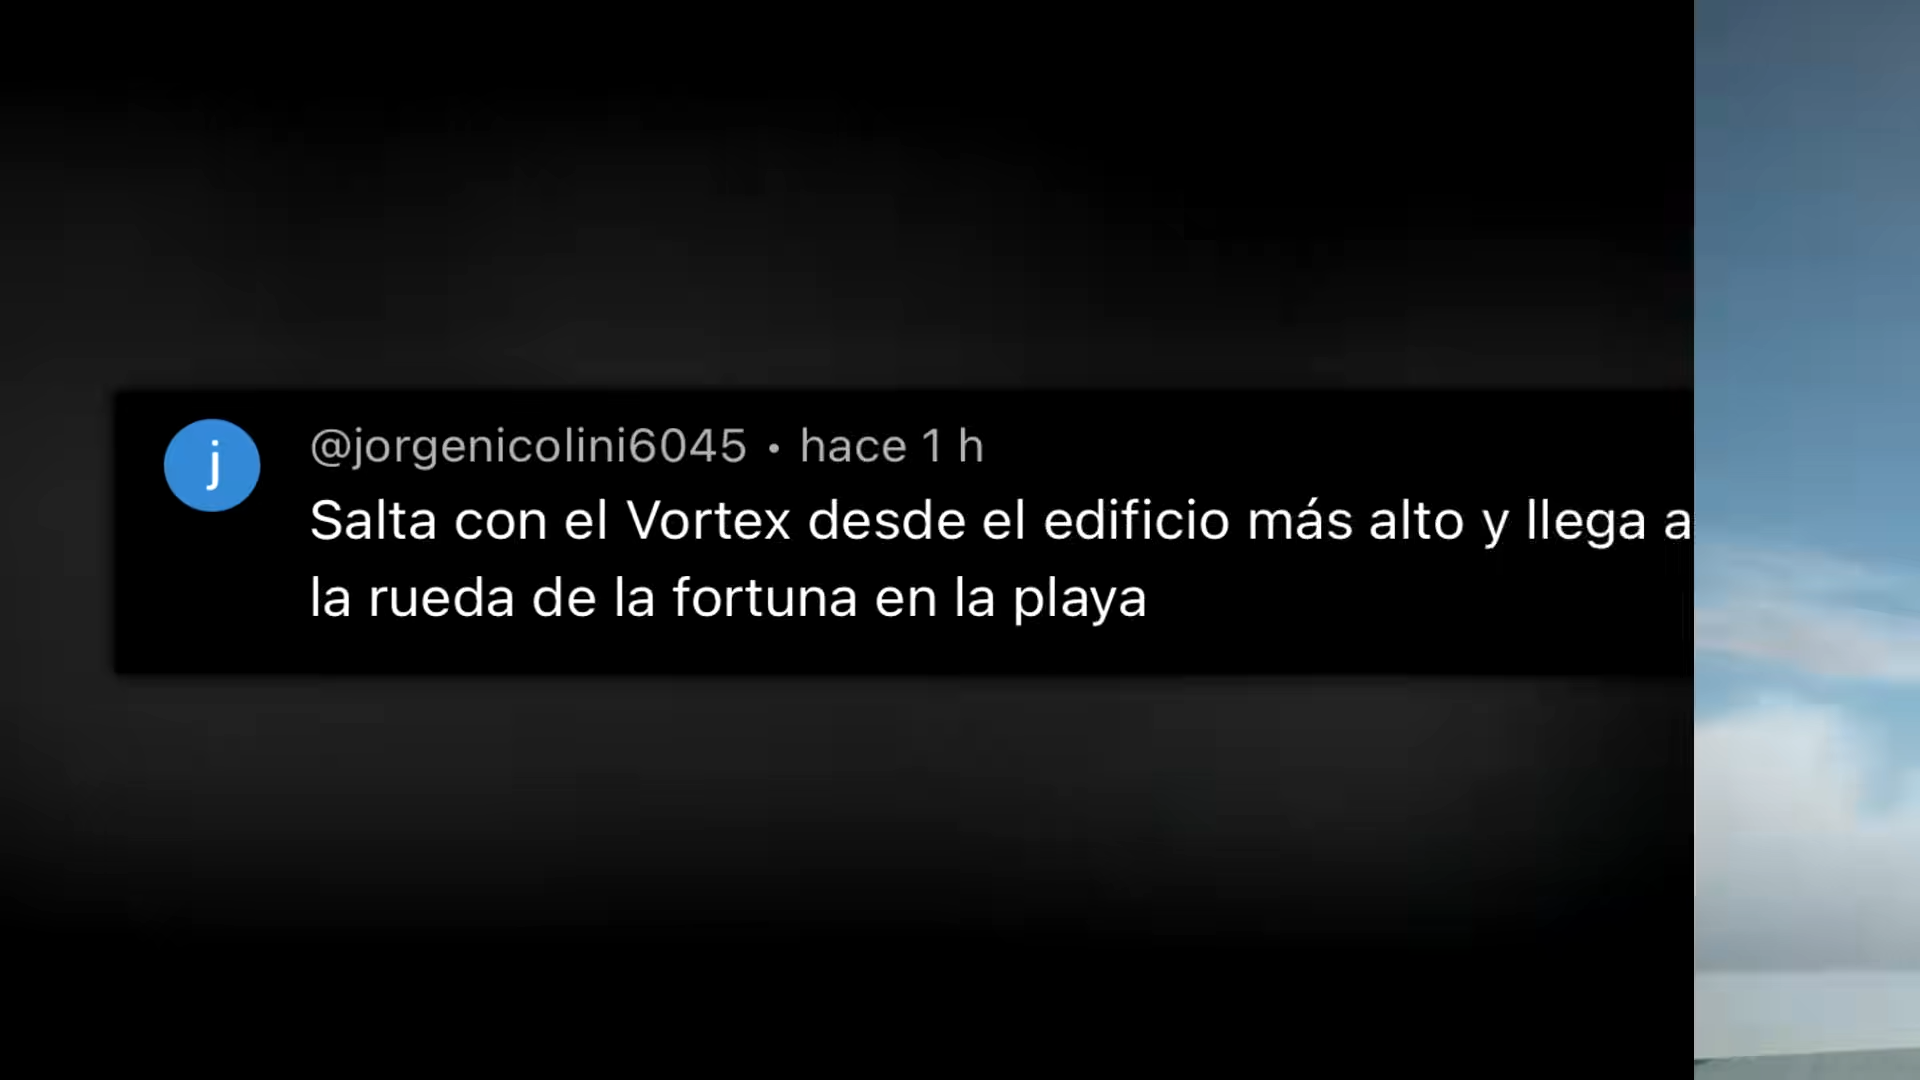 j
@jorgenicolini6045 • hace 1 h
Salta con el Vortex desde el edificio más alto y llega a
la rueda de la fortuna en la playa